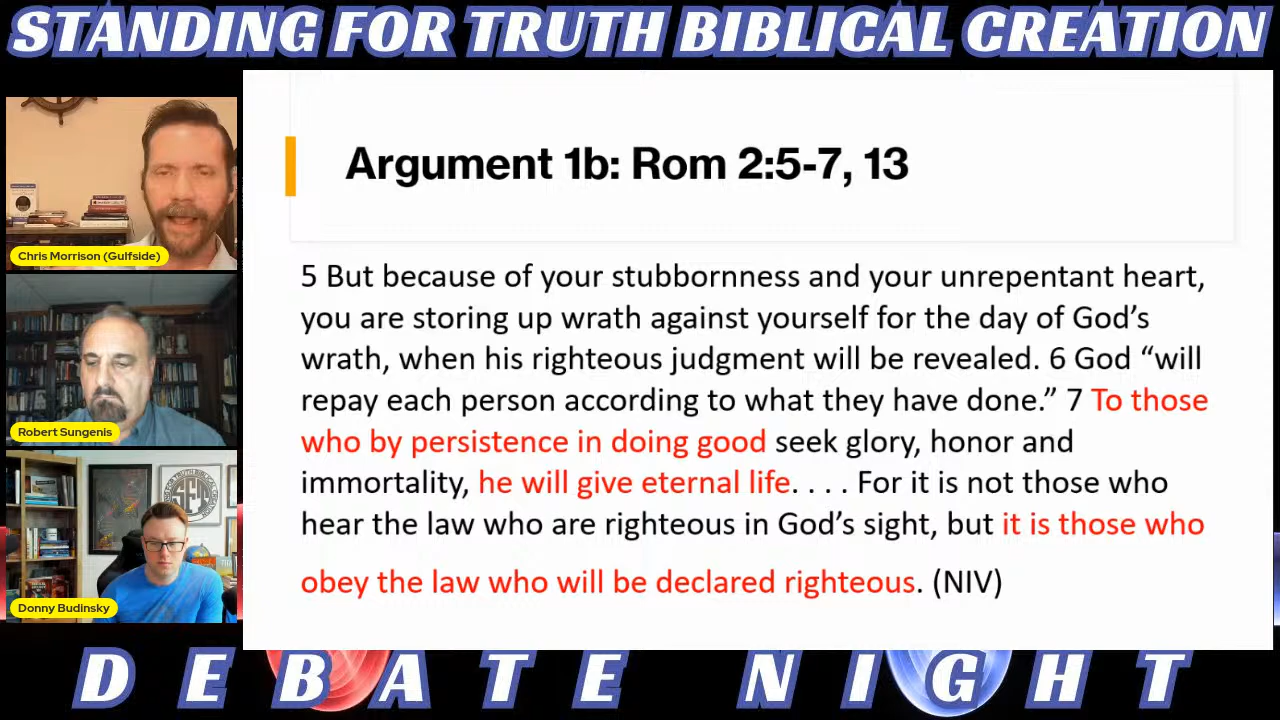 STANDING FOR TRUTH BIBLICAL CREATION
Chris Morrison (Gulfside)
Robert Sungenis
SFT
Donny Budinsky
Argument 1b: Rom 2:5-7, 13
5 But because of your stubbornness and your unrepentant heart,
you are storing up wrath against yourself for the day of God’s
wrath, when his righteous judgment will be revealed. 6 God “will
repay each person according to what they have done.” 7 To those
who by persistence in doing good seek glory, honor and
immortality, he will give eternal life. . . . For it is not those who
hear the law who are righteous in God’s sight, but it is those who
obey the law who will be declared righteous. (NIV)
DEBATE NIGHT